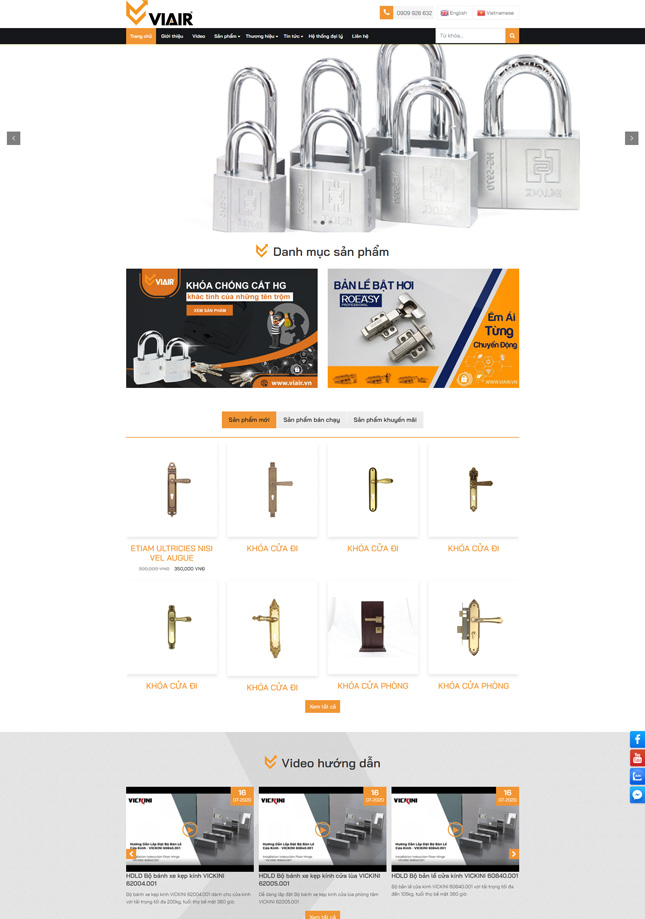 VIAIR
0909 926 632
English
Vietnamese
Trang chủ
Giới thiệu
Video
Sản phẩm
Thương hiệu
Tin tức
Hệ thống đại lý
Liên hệ
Từ khóa...
Danh mục sản phẩm
VIAIR
KHÓA CHỐNG CẮT HG
khắc tinh của những tên trộm
XEM SẢN PHẨM
www.viair.vn
BẢN LỀ BẬT HƠI
ROEASY
PROFESSIONAL
Êm Ái
Từng
Chuyển Động
WWW.VIAIR.VN
Sản phẩm mới
Sản phẩm bán chạy
Sản phẩm khuyến mãi
ETIAM ULTRICIES NISI
VEL AUGUE
350,000 VNĐ
KHÓA CỬA ĐI
KHÓA CỬA ĐI
KHÓA CỬA ĐI
KHÓA CỬA ĐI
KHÓA CỬA ĐI
KHÓA CỬA PHÒNG
KHÓA CỬA PHÒNG
Xem tất cả
Video hướng dẫn
VICKINI
16
07-2020
Hướng Dẫn Lắp Đặt Bộ Bản Lề
Cửa Kính - VICKINI 60840.001
Installation Instruction Floor Hinge
VICKINI
16
07-2020
Hướng Dẫn Lắp Đặt Bộ Bản Lề
Cửa Kính - VICKINI 60840.001
Installation Instruction Floor Hinge
VICKINI
16
07-2020
Hướng Dẫn Lắp Đặt Bộ Bản Lề
Cửa Kính - VICKINI 60840.001
Installation Instruction Floor Hinge
HDLD Bộ bánh xe kẹp kính VICKINI
62004.001
Bộ bánh xe kẹp kính VICKINI 62004.001 dành cho cửa kính
với tải trọng tối đa 200kg, tuổi thọ bề mặt 360 giờ.
HDLD Bộ bánh xe kẹp kính cửa lùa VICKINI
62005.001
Dễ dàng lắp đặt Bộ bánh xe kẹp kính cửa lùa phòng tắm
VICKINI 62005.001
HDLD Bộ bản lề cửa kính VICKINI 60840.001
Bộ bản lề cửa kính VICKINI 60840.001 với tải trọng tối đa
đến 105kg, tuổi thọ bề mặt 360 giờ.
Xem tất cả